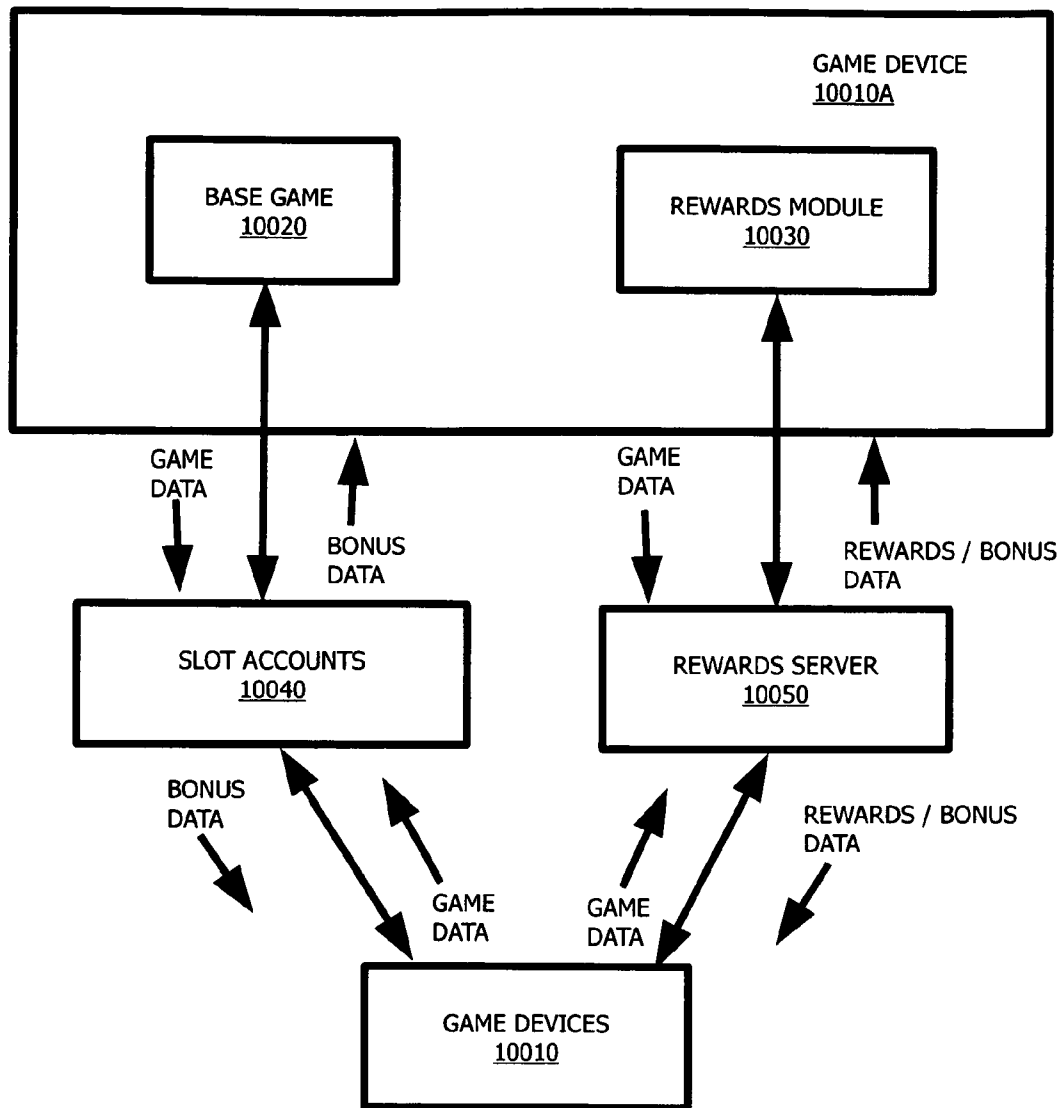 GAME DEVICE
10010A
BASE GAME
10020
REWARDS MODULE
10030
GAME
DATA
BONUS
DATA
GAME
DATA
REWARDS / BONUS
DATA
SLOT ACCOUNTS
10040
REWARDS SERVER
10050
BONUS
DATA
GAME
DATA
GAME
DATA
REWARDS / BONUS
DATA
GAME DEVICES
10010